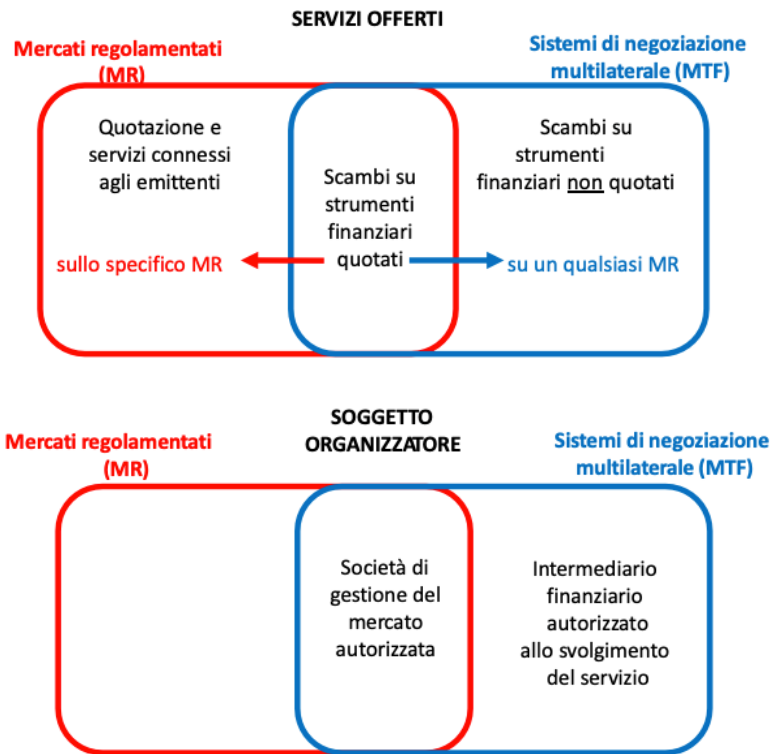 SERVIZI OFFERTI
Mercati regolamentati
(MR)
Sistemi di negoziazione
multilaterale (MTF)
Quotazione e
servizi connessi
agli emittenti
Scambi su
strumenti
finanziari
quotati
Scambi su
strumenti
finanziari non quotati
sullo specifico MR
su un qualsiasi MR
SOGGETTO
ORGANIZZATORE
Mercati regolamentati
(MR)
Sistemi di negoziazione
multilaterale (MTF)
Società di
gestione del
mercato
autorizzata
Intermediario
finanziario
autorizzato
allo svolgimento
del servizio